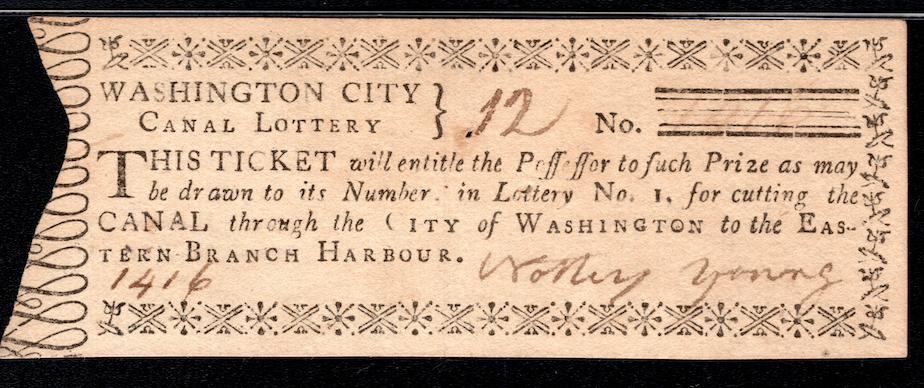 WASHINGTON CITY } .12 No.
CANAL LOTTERY
THIS TICKET will entitle the Poſſeſſor to ſuch Prize as may
be drawn to its Number in Lottery No. 1. for cutting the
CANAL through the CITY of WASHINGTON to the EAS-
TERN BRANCH HARBOUR.
1416 Notley Young